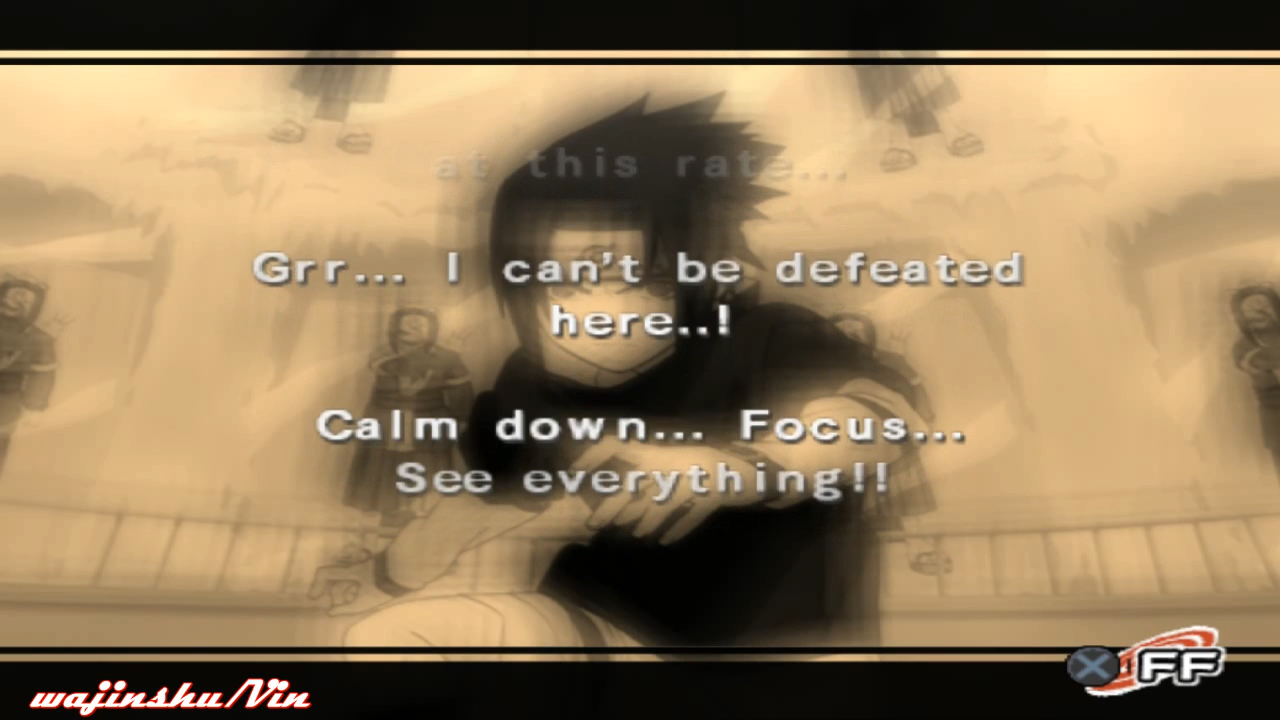 at this rate...
Grr... I can't be defeated
here..!
Calm down... Focus...
See everything!!
FF
wajinshu/Vin